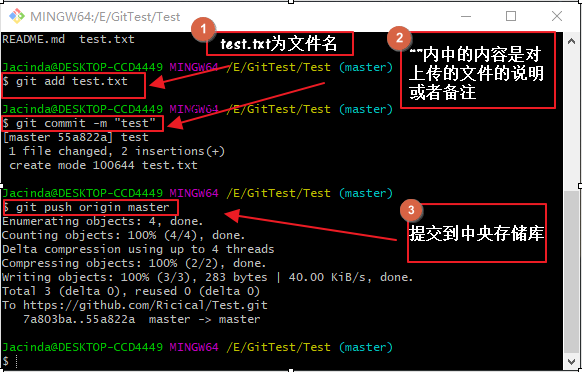 MINGW64:/E/GitTest/Test
README.md  test.txt
1
test.txt为文件名
2
“”内中的内容是对
上传的文件的说明
或者备注
Jacinda@DESKTOP-CCD4449 MINGW64 /E/GitTest/Test (master)
$ git add test.txt
Jacinda@DESKTOP-CCD4449 MINGW64 /E/GitTest/Test (master)
$ git commit -m "test"
[master 55a822a] test
 1 file changed, 2 insertions(+)
 create mode 100644 test.txt
Jacinda@DESKTOP-CCD4449 MINGW64 /E/GitTest/Test (master)
$ git push origin master
3
提交到中央存储库
Enumerating objects: 4, done.
Counting objects: 100% (4/4), done.
Delta compression using up to 4 threads
Compressing objects: 100% (2/2), done.
Writing objects: 100% (3/3), 283 bytes | 40.00 KiB/s, done.
Total 3 (delta 0), reused 0 (delta 0)
To https://github.com/Ricical/Test.git
   7a803ba..55a822a  master -> master
Jacinda@DESKTOP-CCD4449 MINGW64 /E/GitTest/Test (master)
$